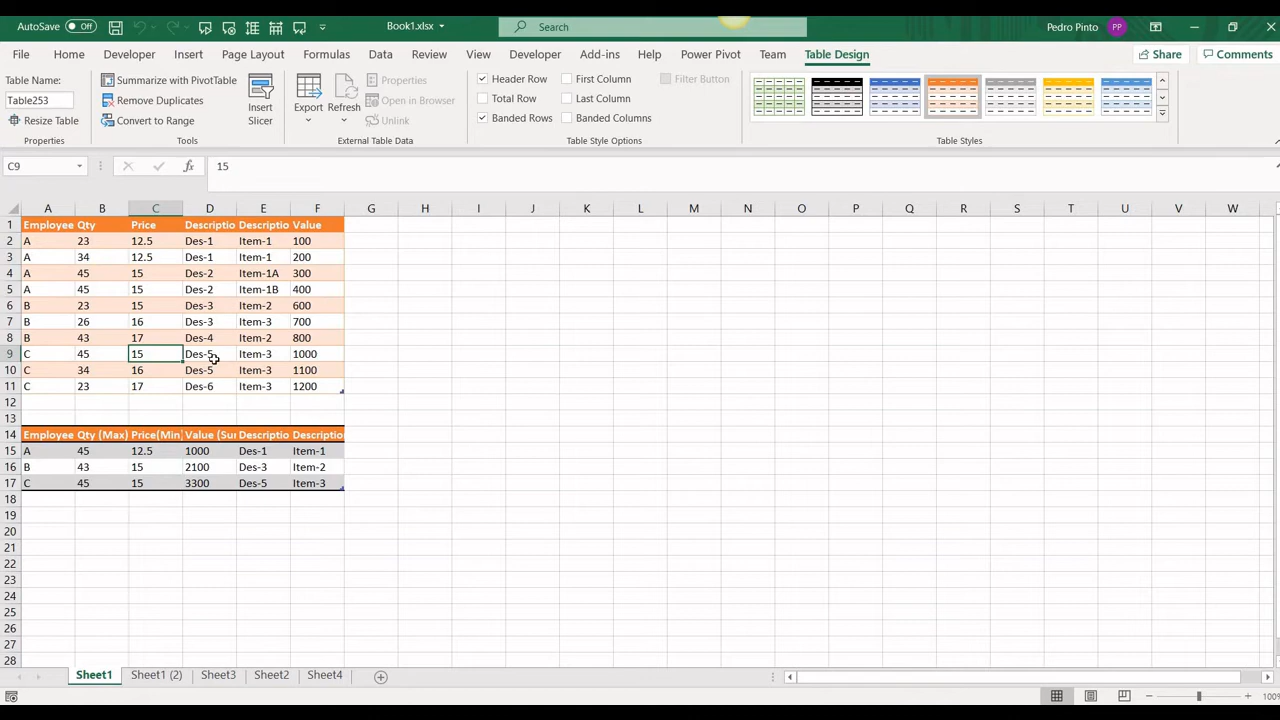 AutoSave Off Book1.xlsx Search Pedro Pinto PP
File Home Developer Insert Page Layout Formulas Data Review View Developer Add-ins Help Power Pivot Team Table Design Share Comments
Table Name: Summarize with PivotTable Properties Header Row First Column Filter Button
Table253 Remove Duplicates Insert Slicer Export Refresh Open in Browser Total Row Last Column
Resize Table Convert to Range Banded Rows Banded Columns
Properties Tools External Table Data Table Style Options Table Styles
C9 fx 15
A B C D E F G H I J K L M N O P Q R S T U V W
1 Employee Qty Price Descriptio Descriptio Value
2 A 23 12.5 Des-1 Item-1 100
3 A 34 12.5 Des-1 Item-1 200
4 A 45 15 Des-2 Item-1A 300
5 A 45 15 Des-2 Item-1B 400
6 B 23 15 Des-3 Item-2 600
7 B 26 16 Des-3 Item-3 700
8 B 43 17 Des-4 Item-2 800
9 C 45 15 Des-5 Item-3 1000
10 C 34 16 Des-5 Item-3 1100
11 C 23 17 Des-6 Item-3 1200
12
13
14 Employee Qty (Max) Price(Min) Value (Sum Descriptio Description
15 A 45 12.5 1000 Des-1 Item-1
16 B 43 15 2100 Des-3 Item-2
17 C 45 15 3300 Des-5 Item-3
18
19
20
21
22
23
24
25
26
27
28
Sheet1 Sheet1 (2) Sheet3 Sheet2 Sheet4
100%